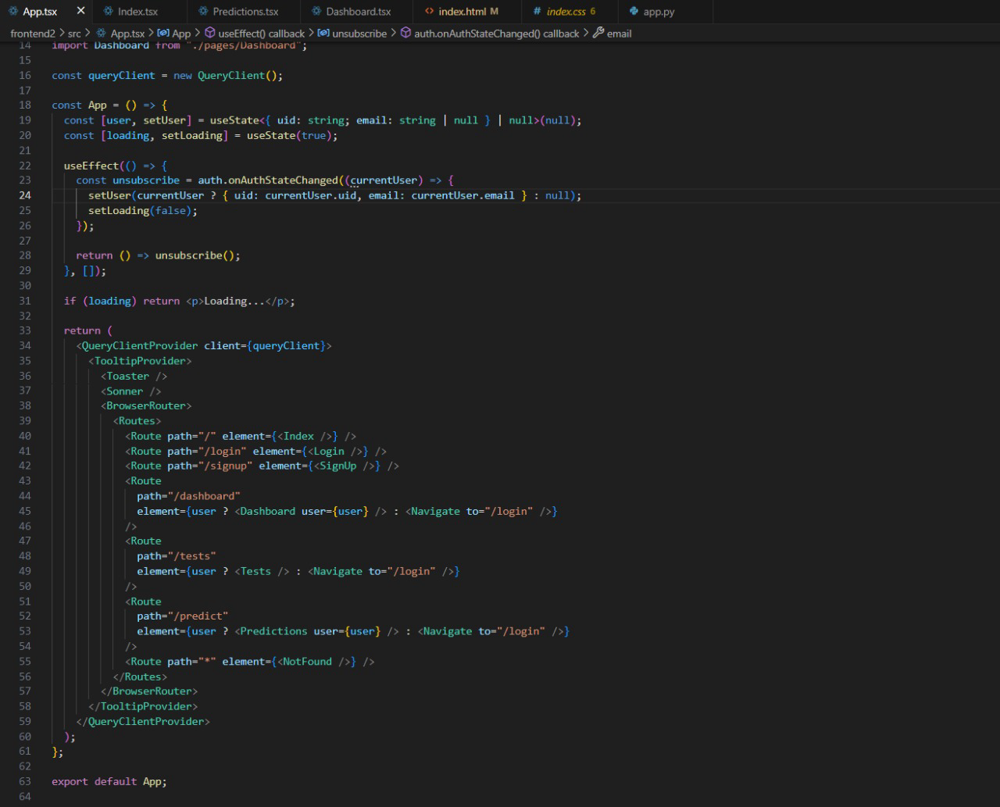 App.tsx Index.tsx Predictions.tsx Dashboard.tsx index.html M index.css 6 app.py
frontend2 > src > App.tsx > App > useEffect() callback > unsubscribe > auth.onAuthStateChanged() callback > email
14 import Dashboard from "./pages/Dashboard";
15
16 const queryClient = new QueryClient();
17
18 const App = () => {
19 const [user, setUser] = useState<{ uid: string; email: string | null } | null>(null);
20 const [loading, setLoading] = useState(true);
21
22 useEffect(() => {
23 const unsubscribe = auth.onAuthStateChanged((currentUser) => {
24 setUser(currentUser ? { uid: currentUser.uid, email: currentUser.email } : null);
25 setLoading(false);
26 });
27
28 return () => unsubscribe();
29 }, []);
30
31 if (loading) return <p>Loading...</p>;
32
33 return (
34 <QueryClientProvider client={queryClient}>
35 <TooltipProvider>
36 <Toaster />
37 <Sonner />
38 <BrowserRouter>
39 <Routes>
40 <Route path="/" element={<Index />} />
41 <Route path="/login" element={<Login />} />
42 <Route path="/signup" element={<SignUp />} />
43 <Route
44 path="/dashboard"
45 element={user ? <Dashboard user={user} /> : <Navigate to="/login" />}
46 />
47 <Route
48 path="/tests"
49 element={user ? <Tests /> : <Navigate to="/login" />}
50 />
51 <Route
52 path="/predict"
53 element={user ? <Predictions user={user} /> : <Navigate to="/login" />}
54 />
55 <Route path="*" element={<NotFound />} />
56 </Routes>
57 </BrowserRouter>
58 </TooltipProvider>
59 </QueryClientProvider>
60 );
61 };
62
63 export default App;
64